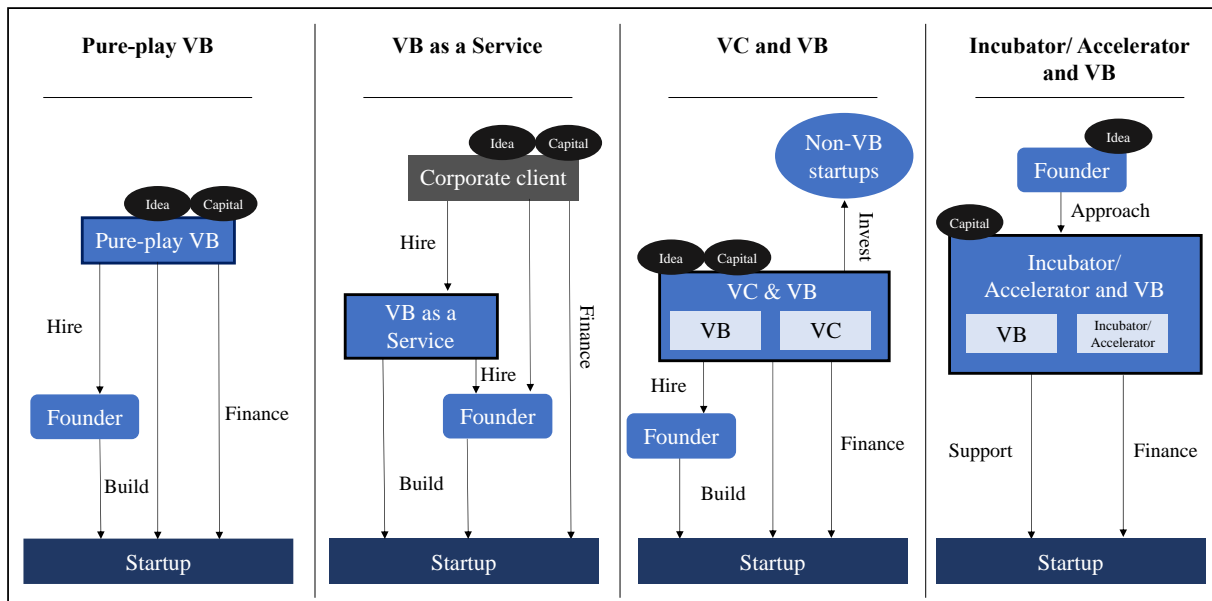 Pure-play VB
Idea
Capital
Pure-play VB
Hire
Founder
Finance
Build
Startup
VB as a Service
Idea
Capital
Corporate client
Hire
VB as a
Service
Finance
Hire
Founder
Build
Startup
VC and VB
Non-VB
startups
Invest
Idea
Capital
VC & VB
VB
VC
Hire
Founder
Finance
Build
Startup
Incubator/ Accelerator
and VB
Idea
Founder
Approach
Capital
Incubator/
Accelerator and VB
VB
Incubator/
Accelerator
Support
Finance
Startup